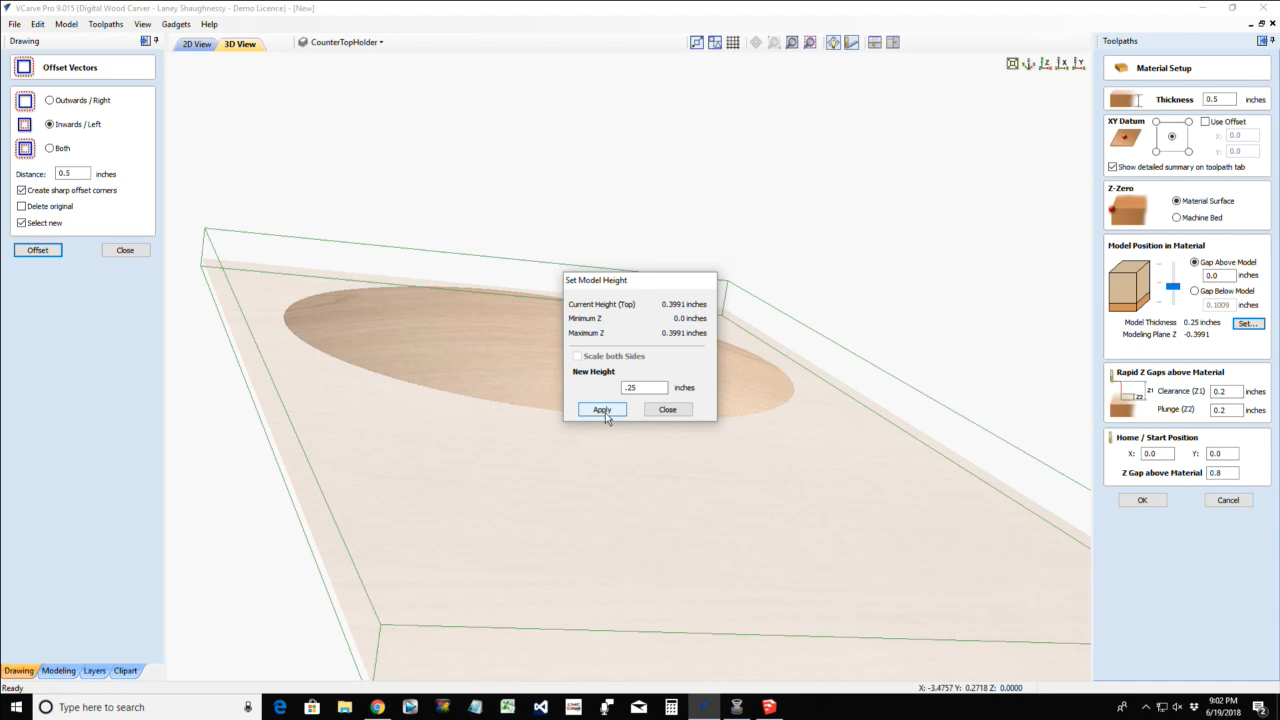 VCarve Pro 9.015 [Digital Wood Carver - Laney Shaughnessy - Demo Licence] - [New]
File Edit Model Toolpaths View Gadgets Help
Drawing
2D View 3D View CounterTopHolder
Toolpaths
Offset Vectors
Outwards / Right
Inwards / Left
Both
Distance: 0.5 inches
Create sharp offset corners
Delete original
Select new
Offset Close
Set Model Height
Current Height (Top) 0.3991 inches
Minimum Z 0.0 inches
Maximum Z 0.3991 inches
Scale both Sides
New Height
.25 inches
Apply Close
Material Setup
Thickness 0.5 inches
XY Datum Use Offset
X: 0.0
Y: 0.0
Show detailed summary on toolpath tab
Z-Zero
Material Surface
Machine Bed
Model Position in Material
Gap Above Model
0.0 inches
Gap Below Model
0.1009 inches
Model Thickness 0.25 inches Set...
Modeling Plane Z -0.3991
Rapid Z Gaps above Material
Z1 Clearance (Z1) 0.2 inches
Z2 Plunge (Z2) 0.2 inches
Home / Start Position
X: 0.0 Y: 0.0
Z Gap above Material 0.8
OK Cancel
Drawing Modeling Layers Clipart
Ready X: -3.4757 Y: 0.2718 Z: 0.0000
Type here to search
9:02 PM
6/19/2018